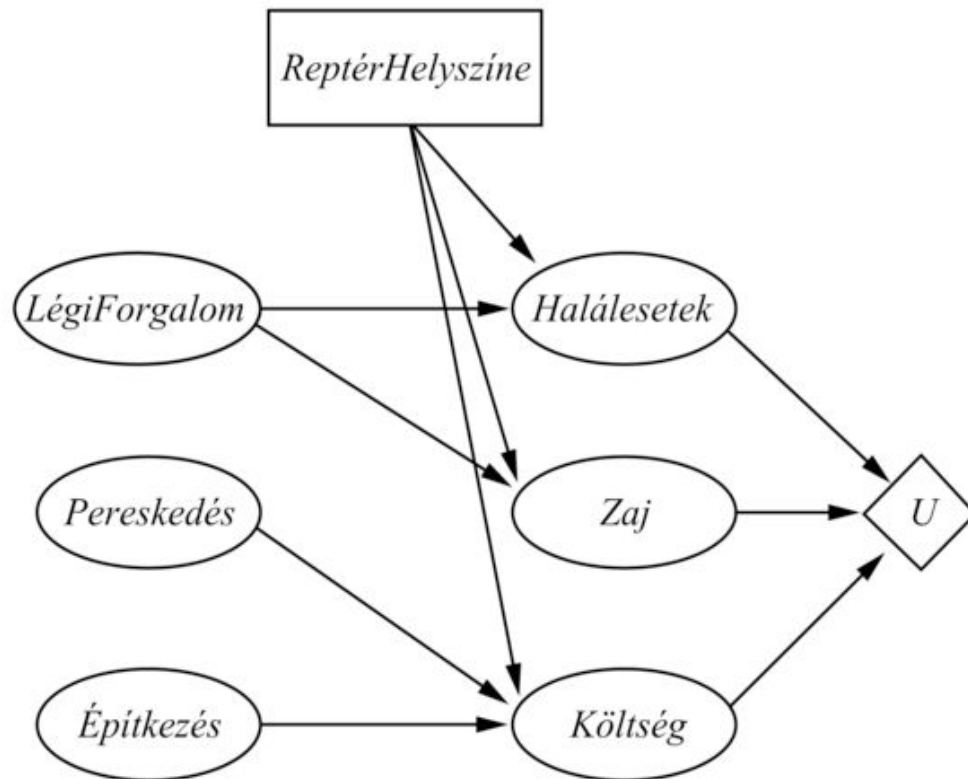 ReptérHelyszíne
LégiForgalom
Halálesetek
Pereskedés
Zaj
U
Építkezés
Költség